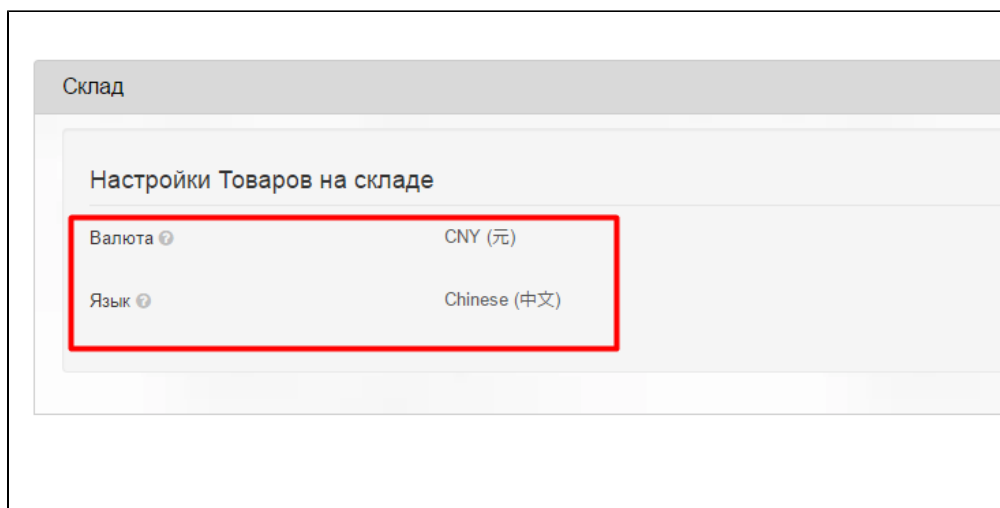 Склад
Настройки Товаров на складе
Валюта ? CNY (元)
Язык ? Chinese (中文)